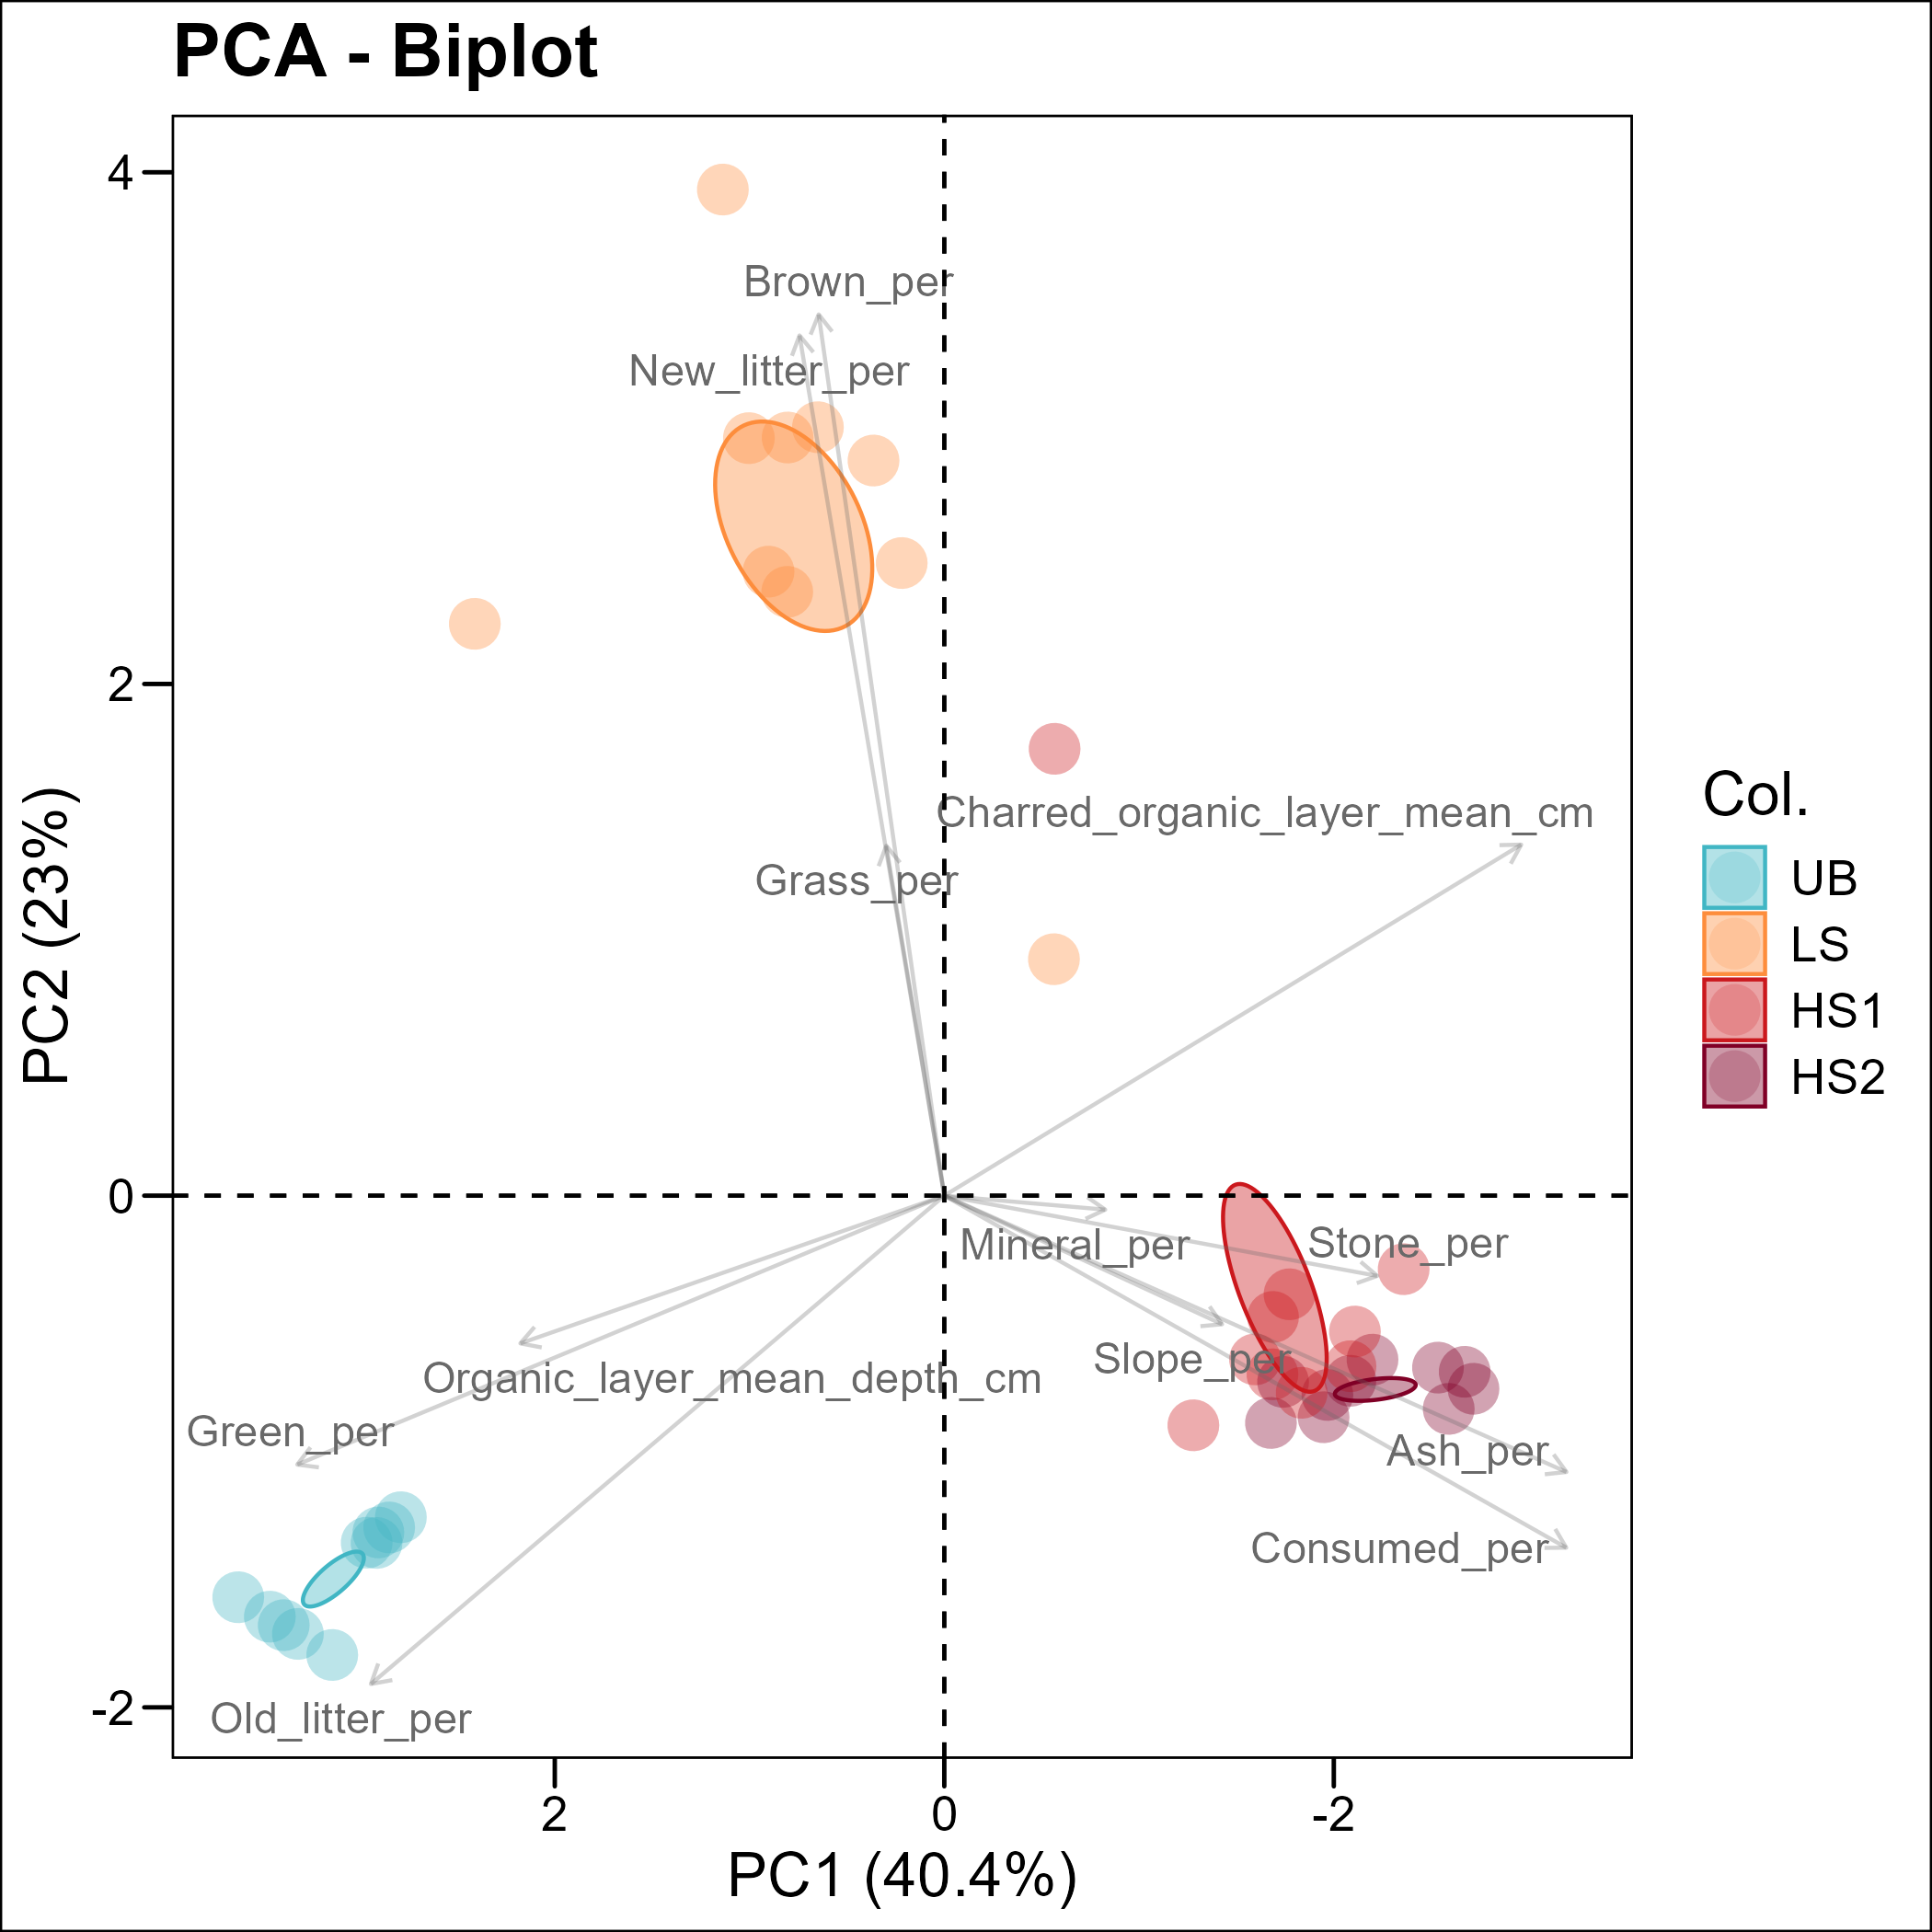 PCA - Biplot
4
Brown_per
New_litter_per
2
Charred_organic_layer_mean_cm
Grass_per
PC2 (23%)
0
Mineral_per
Stone_per
Slope_per
Organic_layer_mean_depth_cm
Green_per
Ash_per
Consumed_per
-2
Old_litter_per
2
0
-2
PC1 (40.4%)
Col.
UB
LS
HS1
HS2